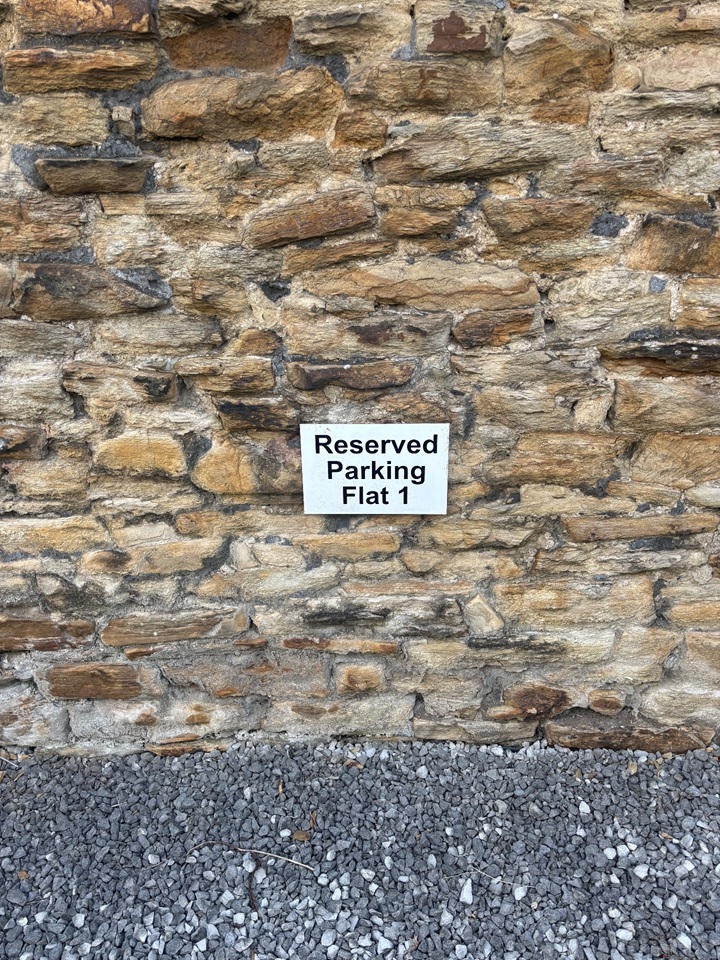 Reserved
Parking
Flat 1